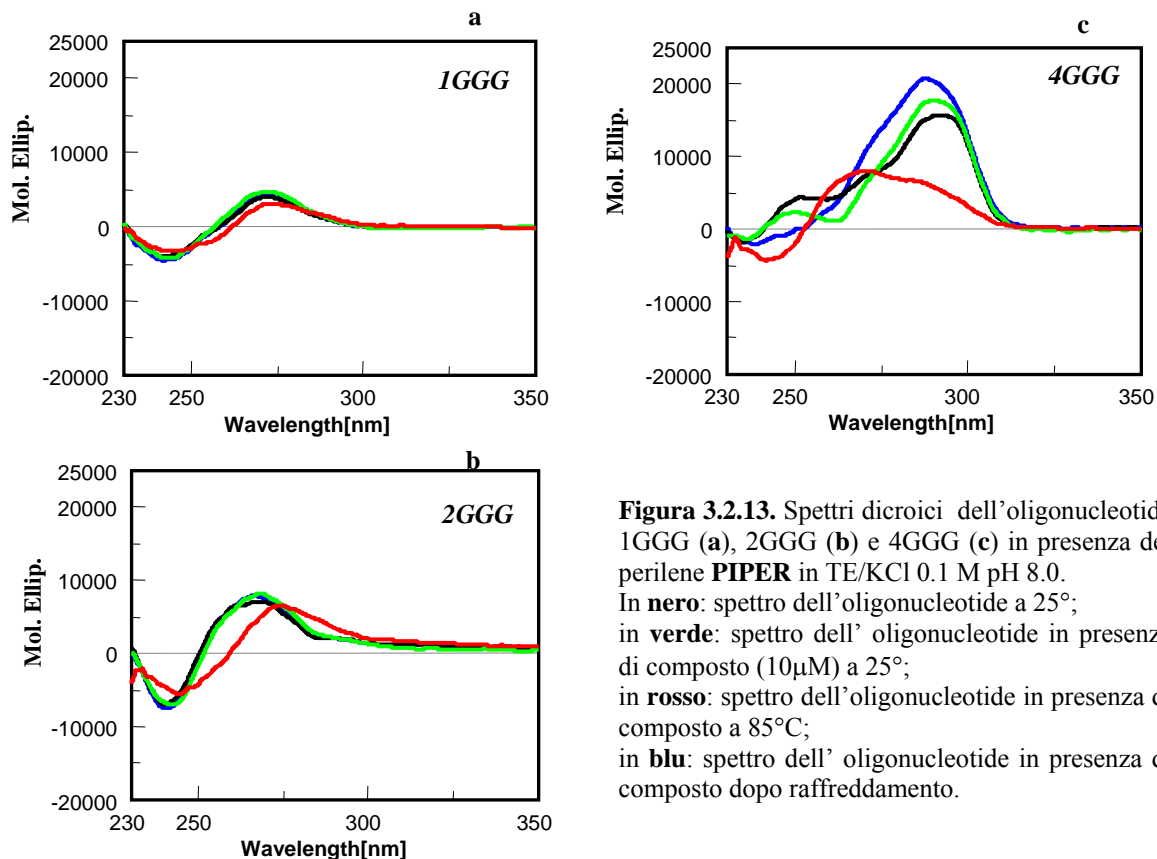 a
1GGG
25000
20000
10000
0
-10000
-20000
230
250
300
350
Mol. Ellip.
Wavelength[nm]
c
4GGG
25000
20000
10000
0
-10000
-20000
230
250
300
350
Mol. Ellip.
Wavelength[nm]
b
2GGG
25000
20000
10000
0
-10000
-20000
230
250
300
350
Mol. Ellip.
Wavelength[nm]
Figura 3.2.13. Spettri dicroici dell'oligonucleotid
1GGG (a), 2GGG (b) e 4GGG (c) in presenza de
perilene PIPER in TE/KCl 0.1 M pH 8.0.
In nero: spettro dell'oligonucleotide a 25°;
in verde: spettro dell' oligonucleotide in presenz
di composto (10μM) a 25°;
in rosso: spettro dell'oligonucleotide in presenza d
composto a 85°C;
in blu: spettro dell' oligonucleotide in presenza d
composto dopo raffreddamento.